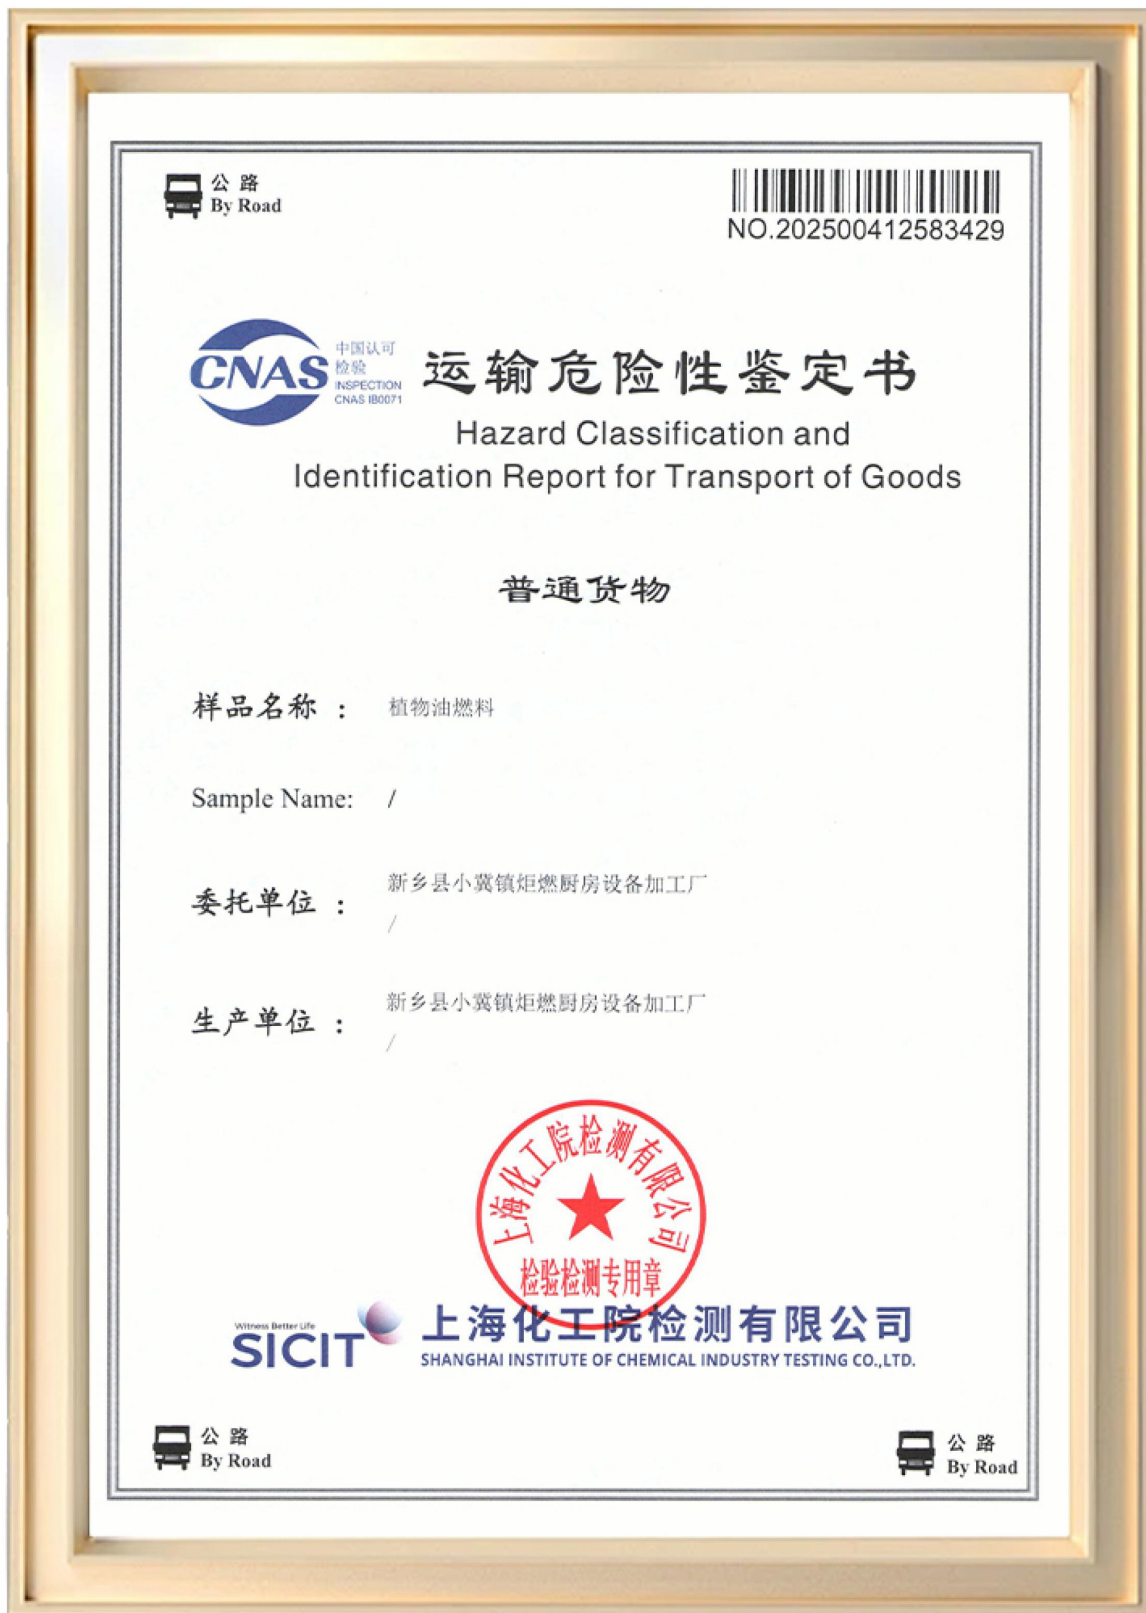 公路
By Road
NO.202500412583429
CNAS
中国认可
检验
INSPECTION
CNAS IB0071
运输危险性鉴定书
Hazard Classification and
Identification Report for Transport of Goods
普通货物
样品名称： 植物油燃料
Sample Name: /
委托单位： 新乡县小冀镇炬燃厨房设备加工厂
/
生产单位： 新乡县小冀镇炬燃厨房设备加工厂
/
上海化工院检测有限公司
检验检测专用章
Witness Better Life
SICIT
上海化工院检测有限公司
SHANGHAI INSTITUTE OF CHEMICAL INDUSTRY TESTING CO.,LTD.
公路
By Road
公路
By Road